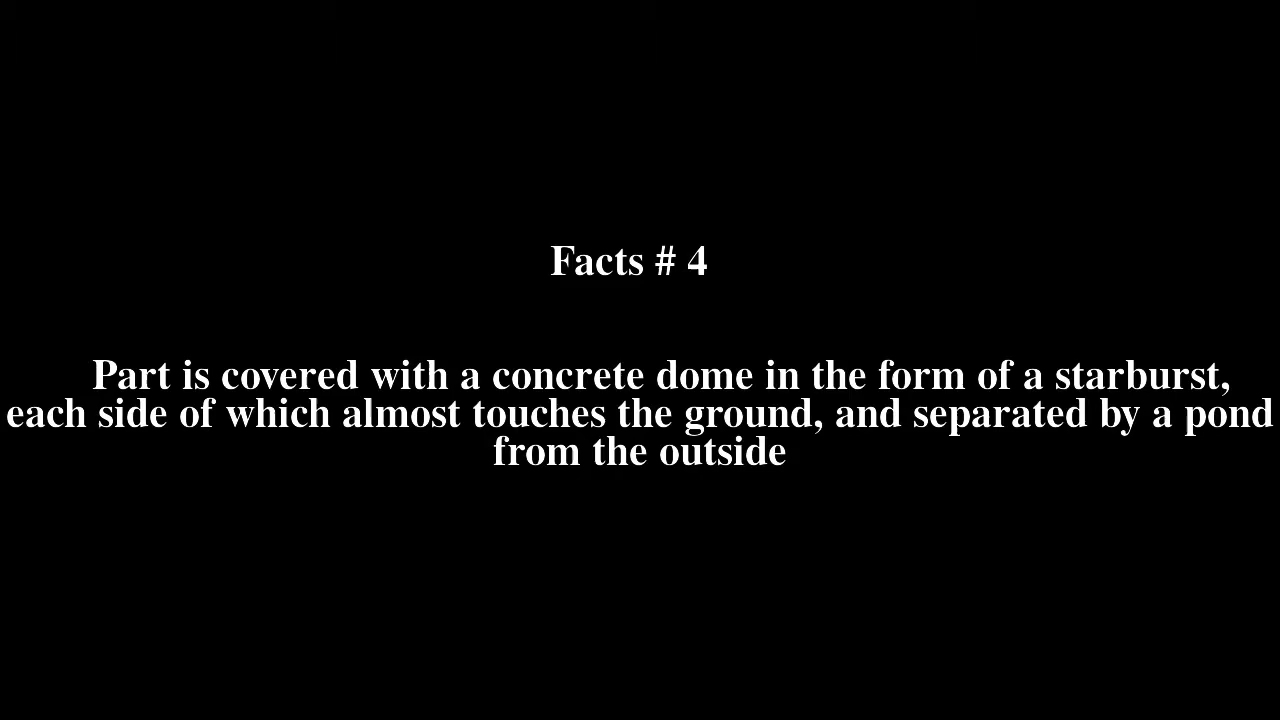 Facts # 4
Part is covered with a concrete dome in the form of a starburst,
each side of which almost touches the ground, and separated by a pond
from the outside